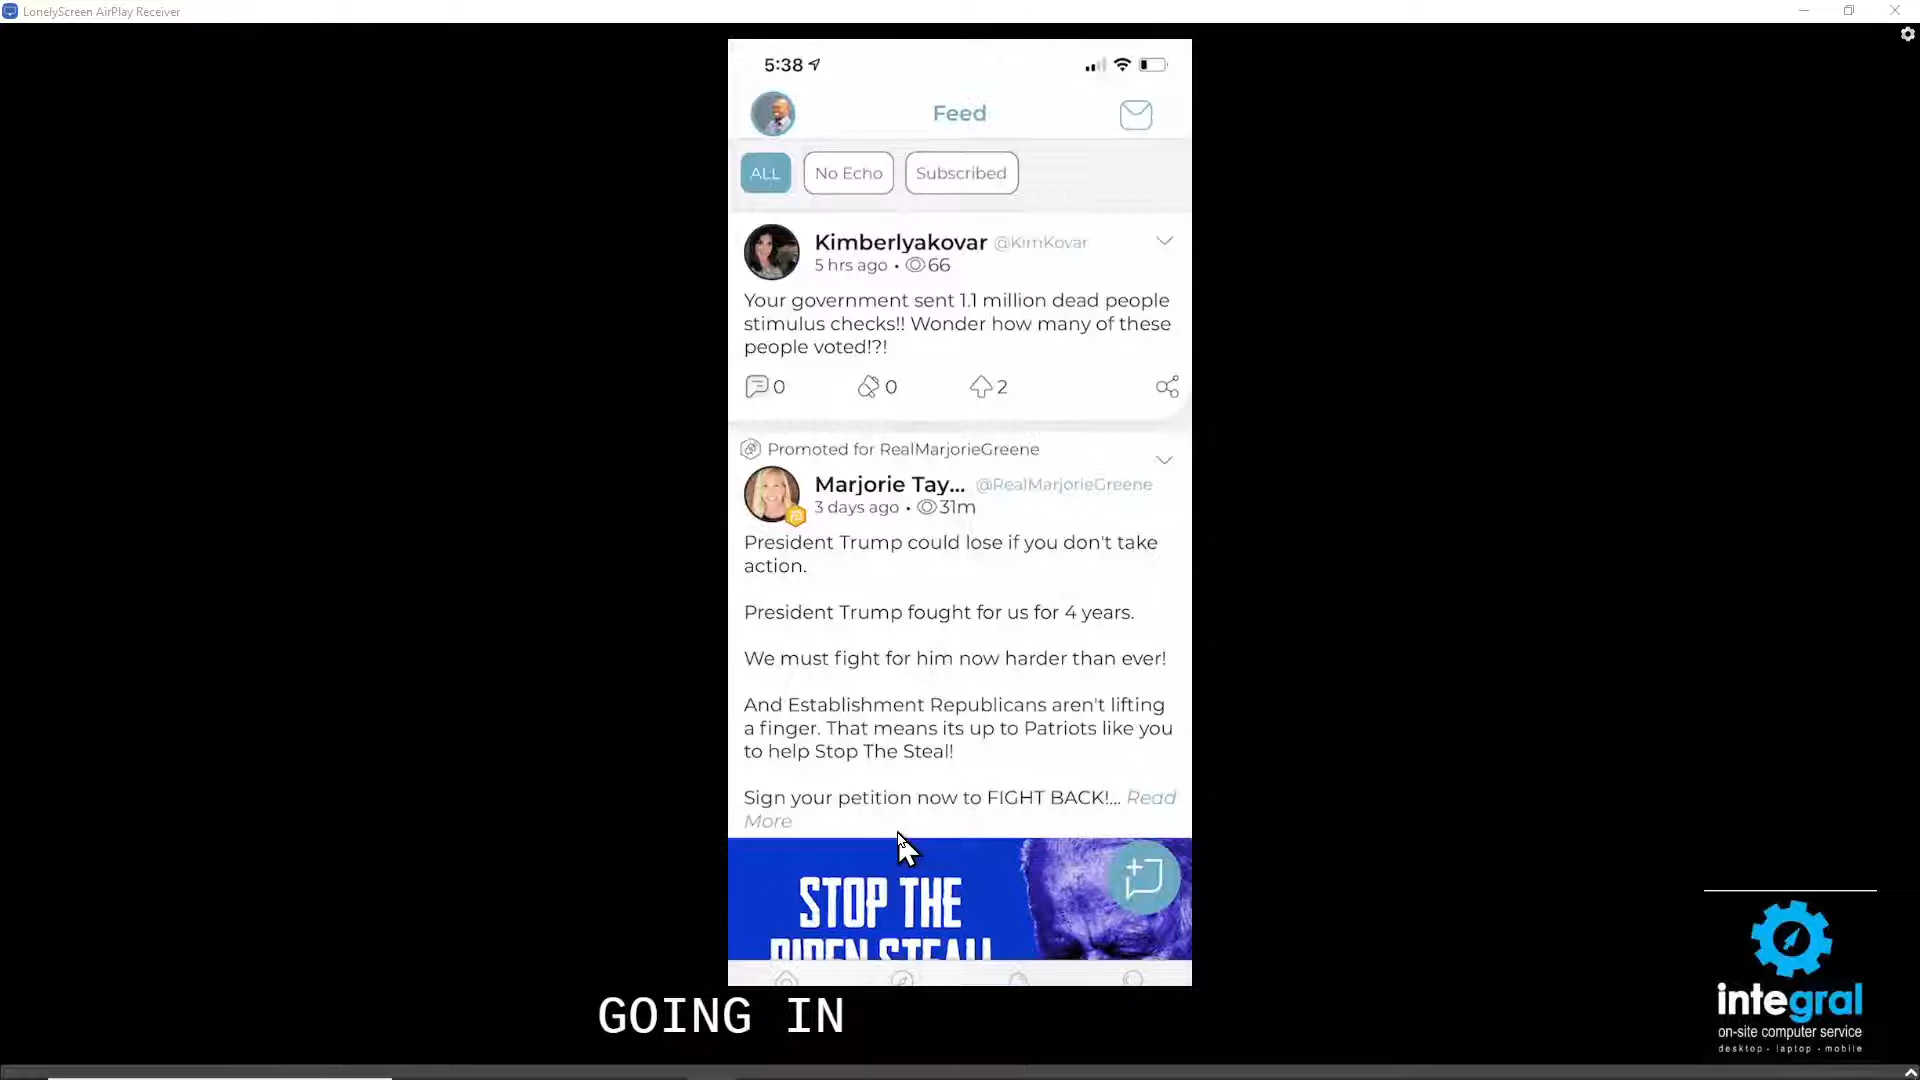 LonelyScreen AirPlay Receiver
5:38
Feed
ALL No Echo Subscribed
Kimberlyakovar @KimKovar
5 hrs ago • 66
Your government sent 1.1 million dead people
stimulus checks!! Wonder how many of these
people voted!?!
0 0 2
Promoted for RealMarjorieGreene
Marjorie Tay... @RealMarjorieGreene
3 days ago • 31m
President Trump could lose if you don't take
action.
President Trump fought for us for 4 years.
We must fight for him now harder than ever!
And Establishment Republicans aren't lifting
a finger. That means its up to Patriots like you
to help Stop The Steal!
Sign your petition now to FIGHT BACK!... Read
More
STOP THE
BIDEN STEAL!
GOING IN
integral
on-site computer service
desktop - laptop - mobile